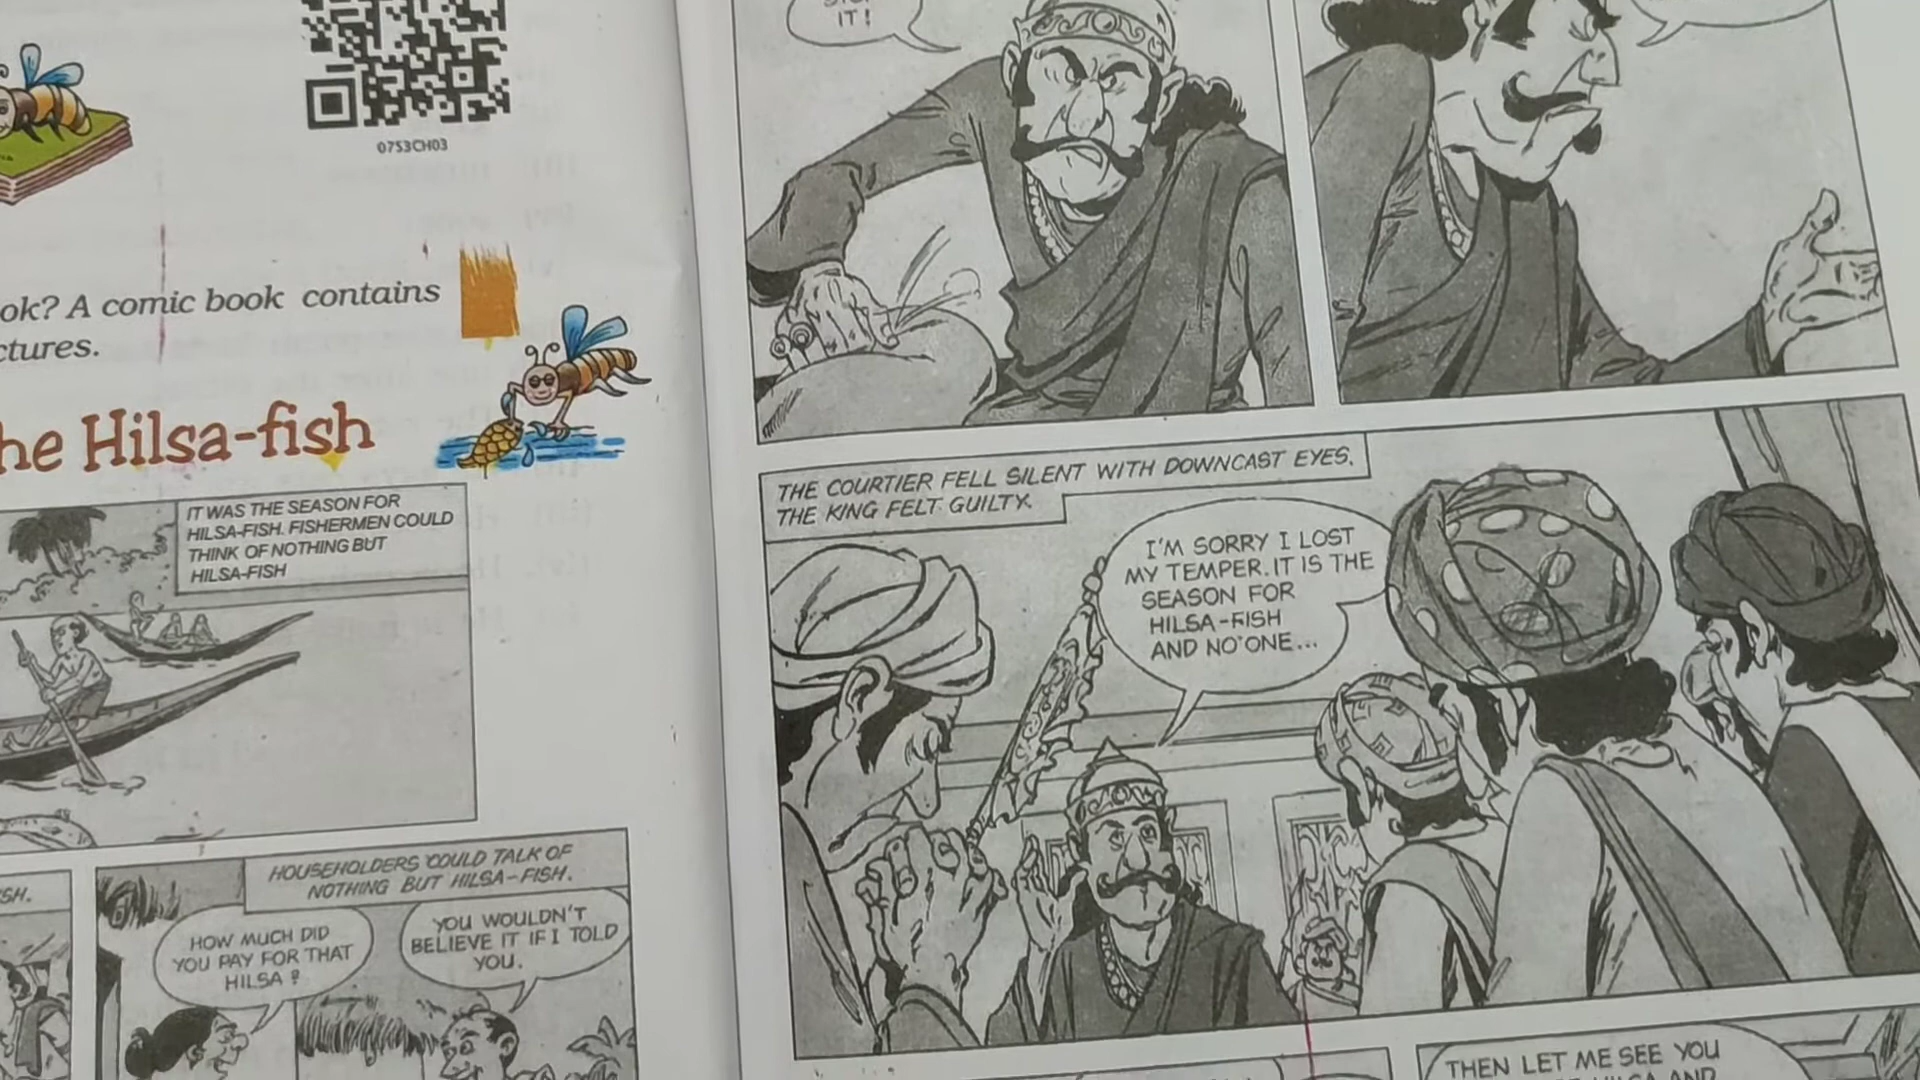 0753CH03
ok? A comic book contains
ctures.
he Hilsa-fish
IT WAS THE SEASON FOR
HILSA-FISH. FISHERMEN COULD
THINK OF NOTHING BUT
HILSA-FISH
SH.
HOUSEHOLDERS COULD TALK OF
NOTHING BUT HILSA-FISH.
HOW MUCH DID
YOU PAY FOR THAT
HILSA?
YOU WOULDN'T
BELIEVE IT IF I TOLD
YOU.
IT!
THE COURTIER FELL SILENT WITH DOWNCAST EYES.
THE KING FELT GUILTY.
I'M SORRY I LOST
MY TEMPER. IT IS THE
SEASON FOR
HILSA-FISH
AND NO ONE...
THEN LET ME SEE YOU
HILSA AND